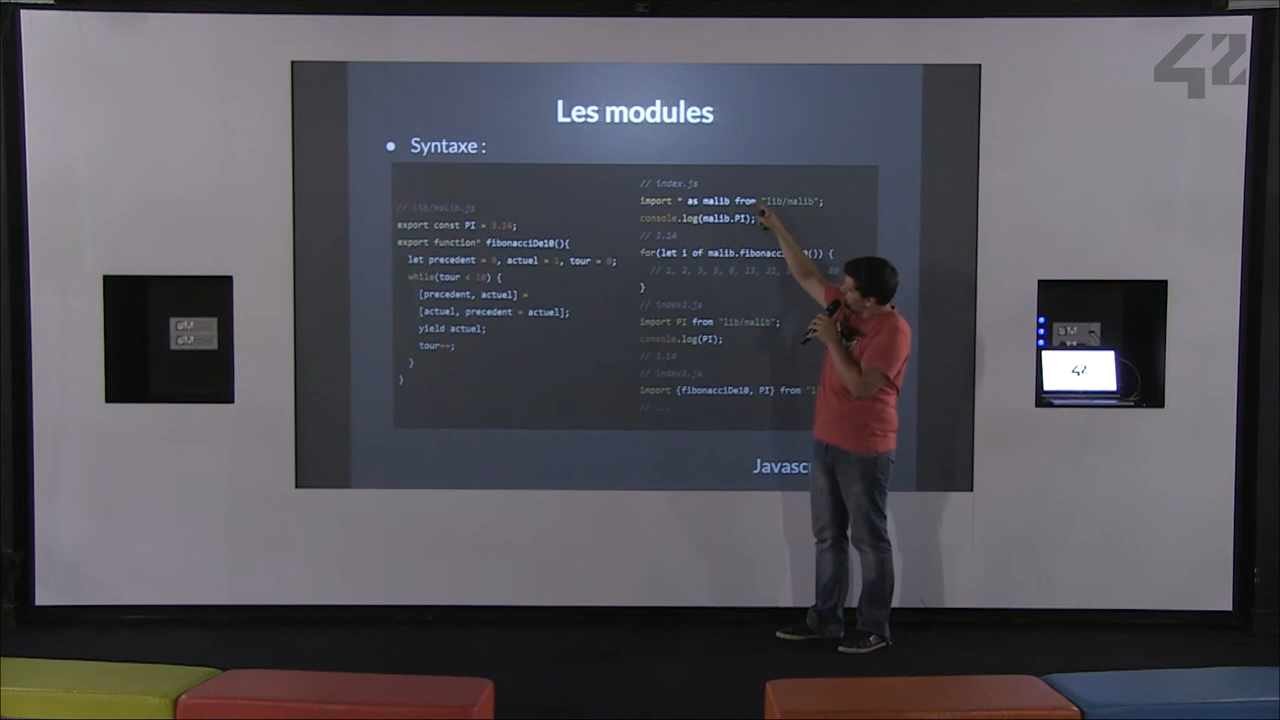 42
Les modules
● Syntaxe :
// lib/malib.js
export const PI = 3.14;
export function* fibonacciDe10(){
let precedent = 0, actuel = 1, tour = 0;
while(tour < 10) {
[precedent, actuel] =
[actuel, precedent + actuel];
yield actuel;
tour++;
}
}
// index.js
import * as malib from "lib/malib";
console.log(malib.PI);
// 3.14
for(let i of malib.fibonacci 0()) {
// 1, 2, 3, 5, 8, 13, 21, 89
}
// index2.js
import PI from "lib/malib";
console.log(PI);
// 3.14
// index3.js
import {fibonacciDe10, PI} from "l
// ...
Javasc
42